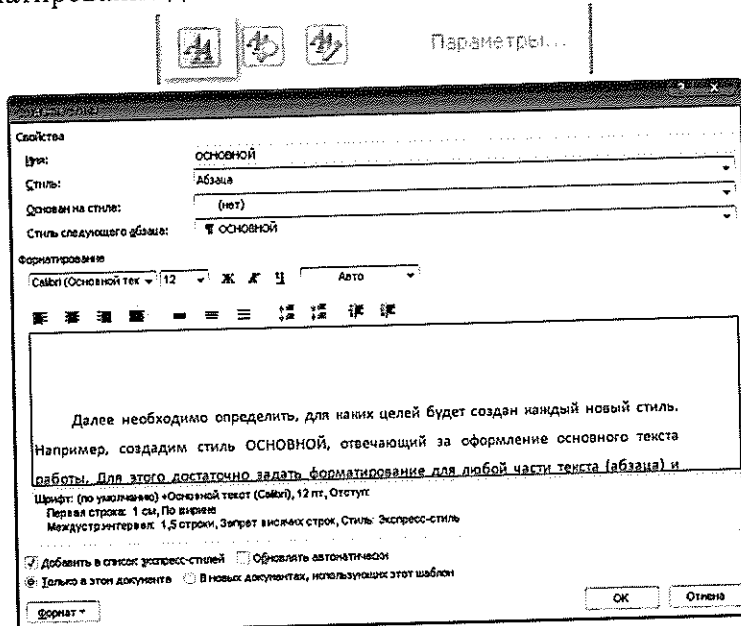 Параметры...
? X
Свойства
Имя: ОСНОВНОЙ
Стиль: Абзаца
Основан на стиле: (нет)
Стиль следующего абзаца: ¶ ОСНОВНОЙ
Форматирование
Calibri (Основной тек 12 Ж К Ч Авто
Далее необходимо определить, для каких целей будет создан каждый новый стиль.
Например, создадим стиль ОСНОВНОЙ, отвечающий за оформление основного текста
работы. Для этого достаточно задать форматирование для любой части текста (абзаца) и
Шрифт: (по умолчанию) +Основной текст (Calibri), 12 пт, Отступ:
Первая строка: 1 см, По ширине
Междустр.интервал: 1,5 строки, Запрет висячих строк, Стиль: Экспресс-стиль
Добавить в список экспресс-стилей Обновлять автоматически
Только в этом документе В новых документах, использующих этот шаблон
Формат OK Отмена